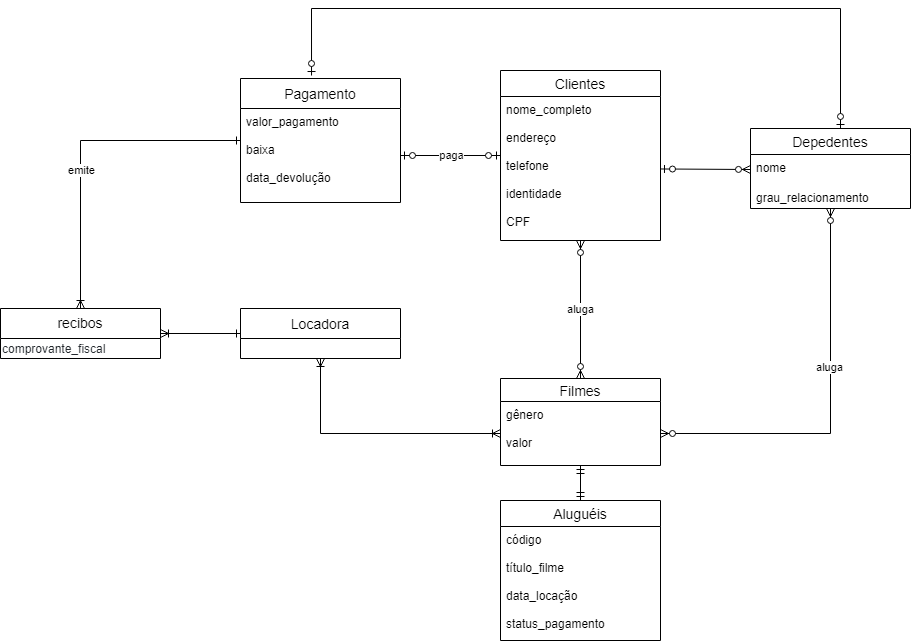 Pagamento
valor_pagamento
baixa
data_devolução
Clientes
nome_completo
endereço
telefone
identidade
CPF
Depedentes
nome
grau_relacionamento
paga
emite
recibos
comprovante_fiscal
Locadora
aluga
aluga
Filmes
gênero
valor
Aluguéis
código
título_filme
data_locação
status_pagamento